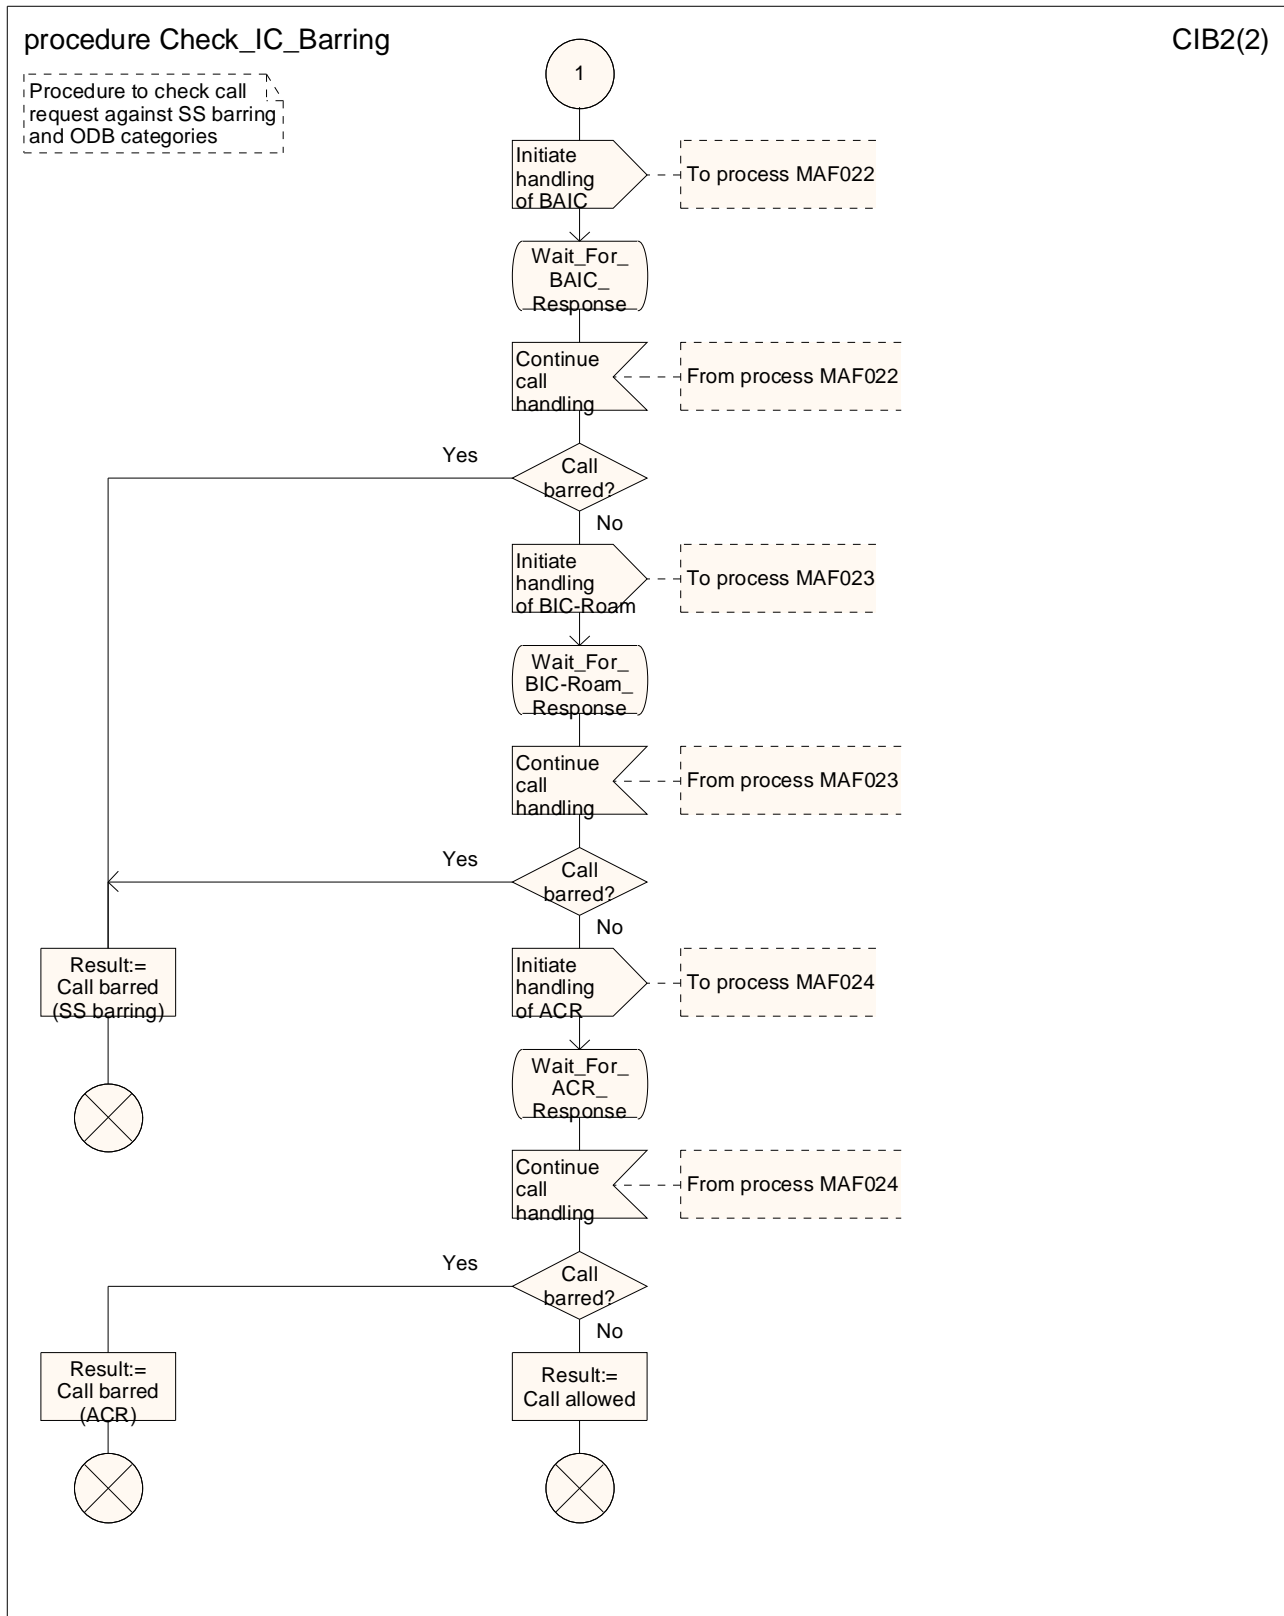 procedure Check_IC_Barring
CIB2(2)
Procedure to check call
request against SS barring
and ODB categories
1
Initiate
handling
of BAIC
To process MAF022
Wait_For_
BAIC_
Response
Continue
call
handling
From process MAF022
Yes
Call
barred?
No
Initiate
handling
of BIC-Roam
To process MAF023
Wait_For_
BIC-Roam_
Response
Continue
call
handling
From process MAF023
Yes
Call
barred?
No
Result:=
Call barred
(SS barring)
Initiate
handling
of ACR
To process MAF024
Wait_For_
ACR_
Response
Continue
call
handling
From process MAF024
Yes
Call
barred?
No
Result:=
Call barred
(ACR)
Result:=
Call allowed